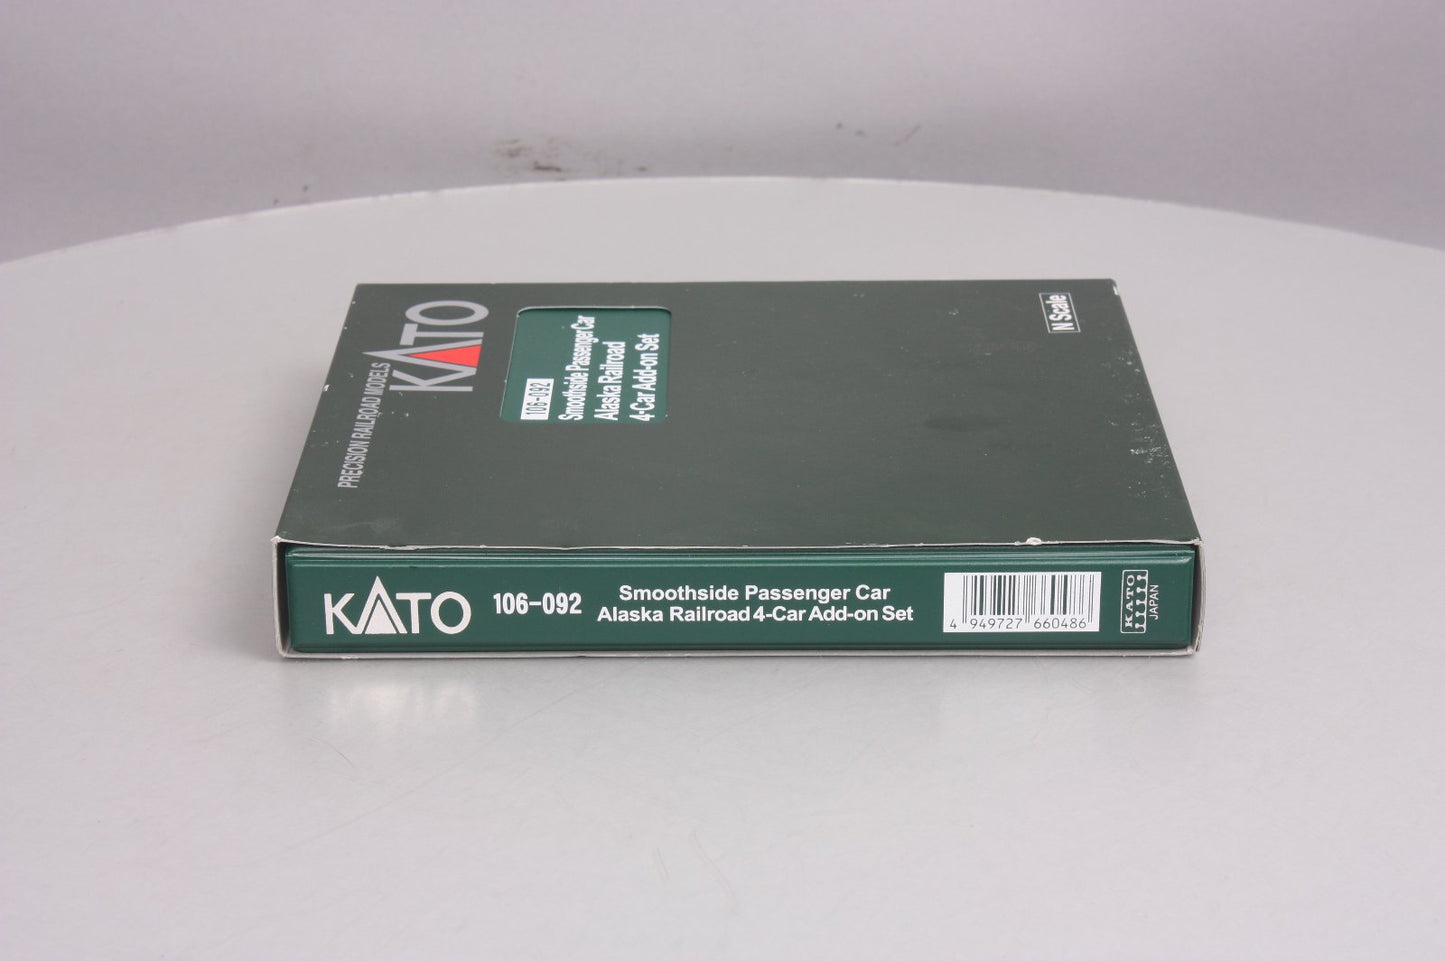 PRECISION RAILROAD MODELS
KATO
106-092
Smoothside Passenger Car
Alaska Railroad
4-Car Add-on Set
N Scale
KATO
106-092
Smoothside Passenger Car
Alaska Railroad 4-Car Add-on Set
4 949727 660486
KATO
JAPAN